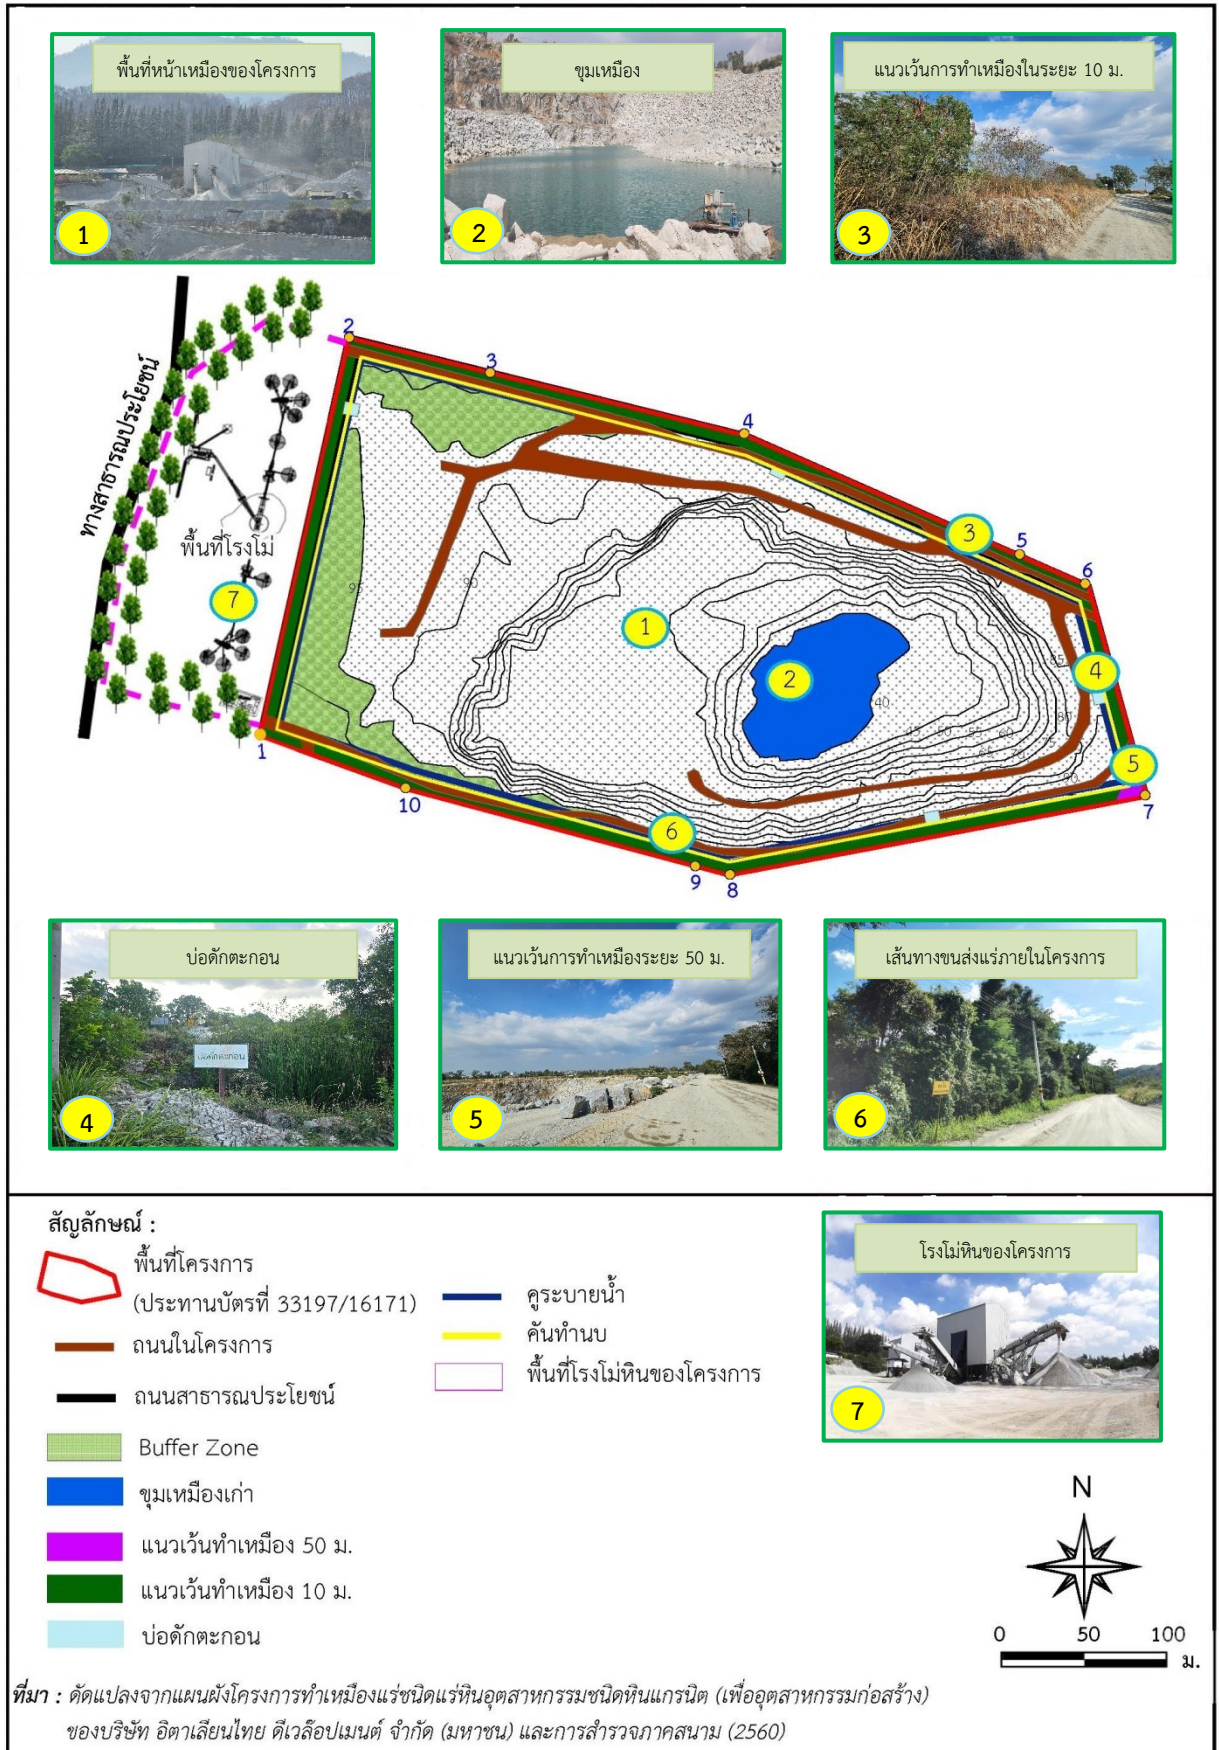 พื้นที่หน้าเหมืองของโครงการ
1
ขุมเหมือง
2
แนวเว้นการทำเหมืองในระยะ 10 ม.
3
ทางสาธารณประโยชน์
พื้นที่โรงโม่
7
2
3
4
5
6
7
8
9
10
1
95
90
1
2
3
4
5
6
40
45
50
55
60
65
70
75
80
85
90
บ่อดักตะกอน
บ่อดักตะกอน
4
แนวเว้นการทำเหมืองระยะ 50 ม.
5
เส้นทางขนส่งแร่ภายในโครงการ
6
สัญลักษณ์ :
พื้นที่โครงการ
(ประทานบัตรที่ 33197/16171)
ถนนในโครงการ
ถนนสาธารณประโยชน์
Buffer Zone
ขุมเหมืองเก่า
แนวเว้นทำเหมือง 50 ม.
แนวเว้นทำเหมือง 10 ม.
บ่อดักตะกอน
คูระบายน้ำ
คันทำนบ
พื้นที่โรงโม่หินของโครงการ
โรงโม่หินของโครงการ
7
N
0 50 100
ม.
ที่มา : ดัดแปลงจากแผนผังโครงการทำเหมืองแร่ชนิดแร่หินอุตสาหกรรมชนิดหินแกรนิต (เพื่ออุตสาหกรรมก่อสร้าง)
ของบริษัท อิตาเลียนไทย ดีเวล๊อปเมนต์ จำกัด (มหาชน) และการสำรวจภาคสนาม (2560)